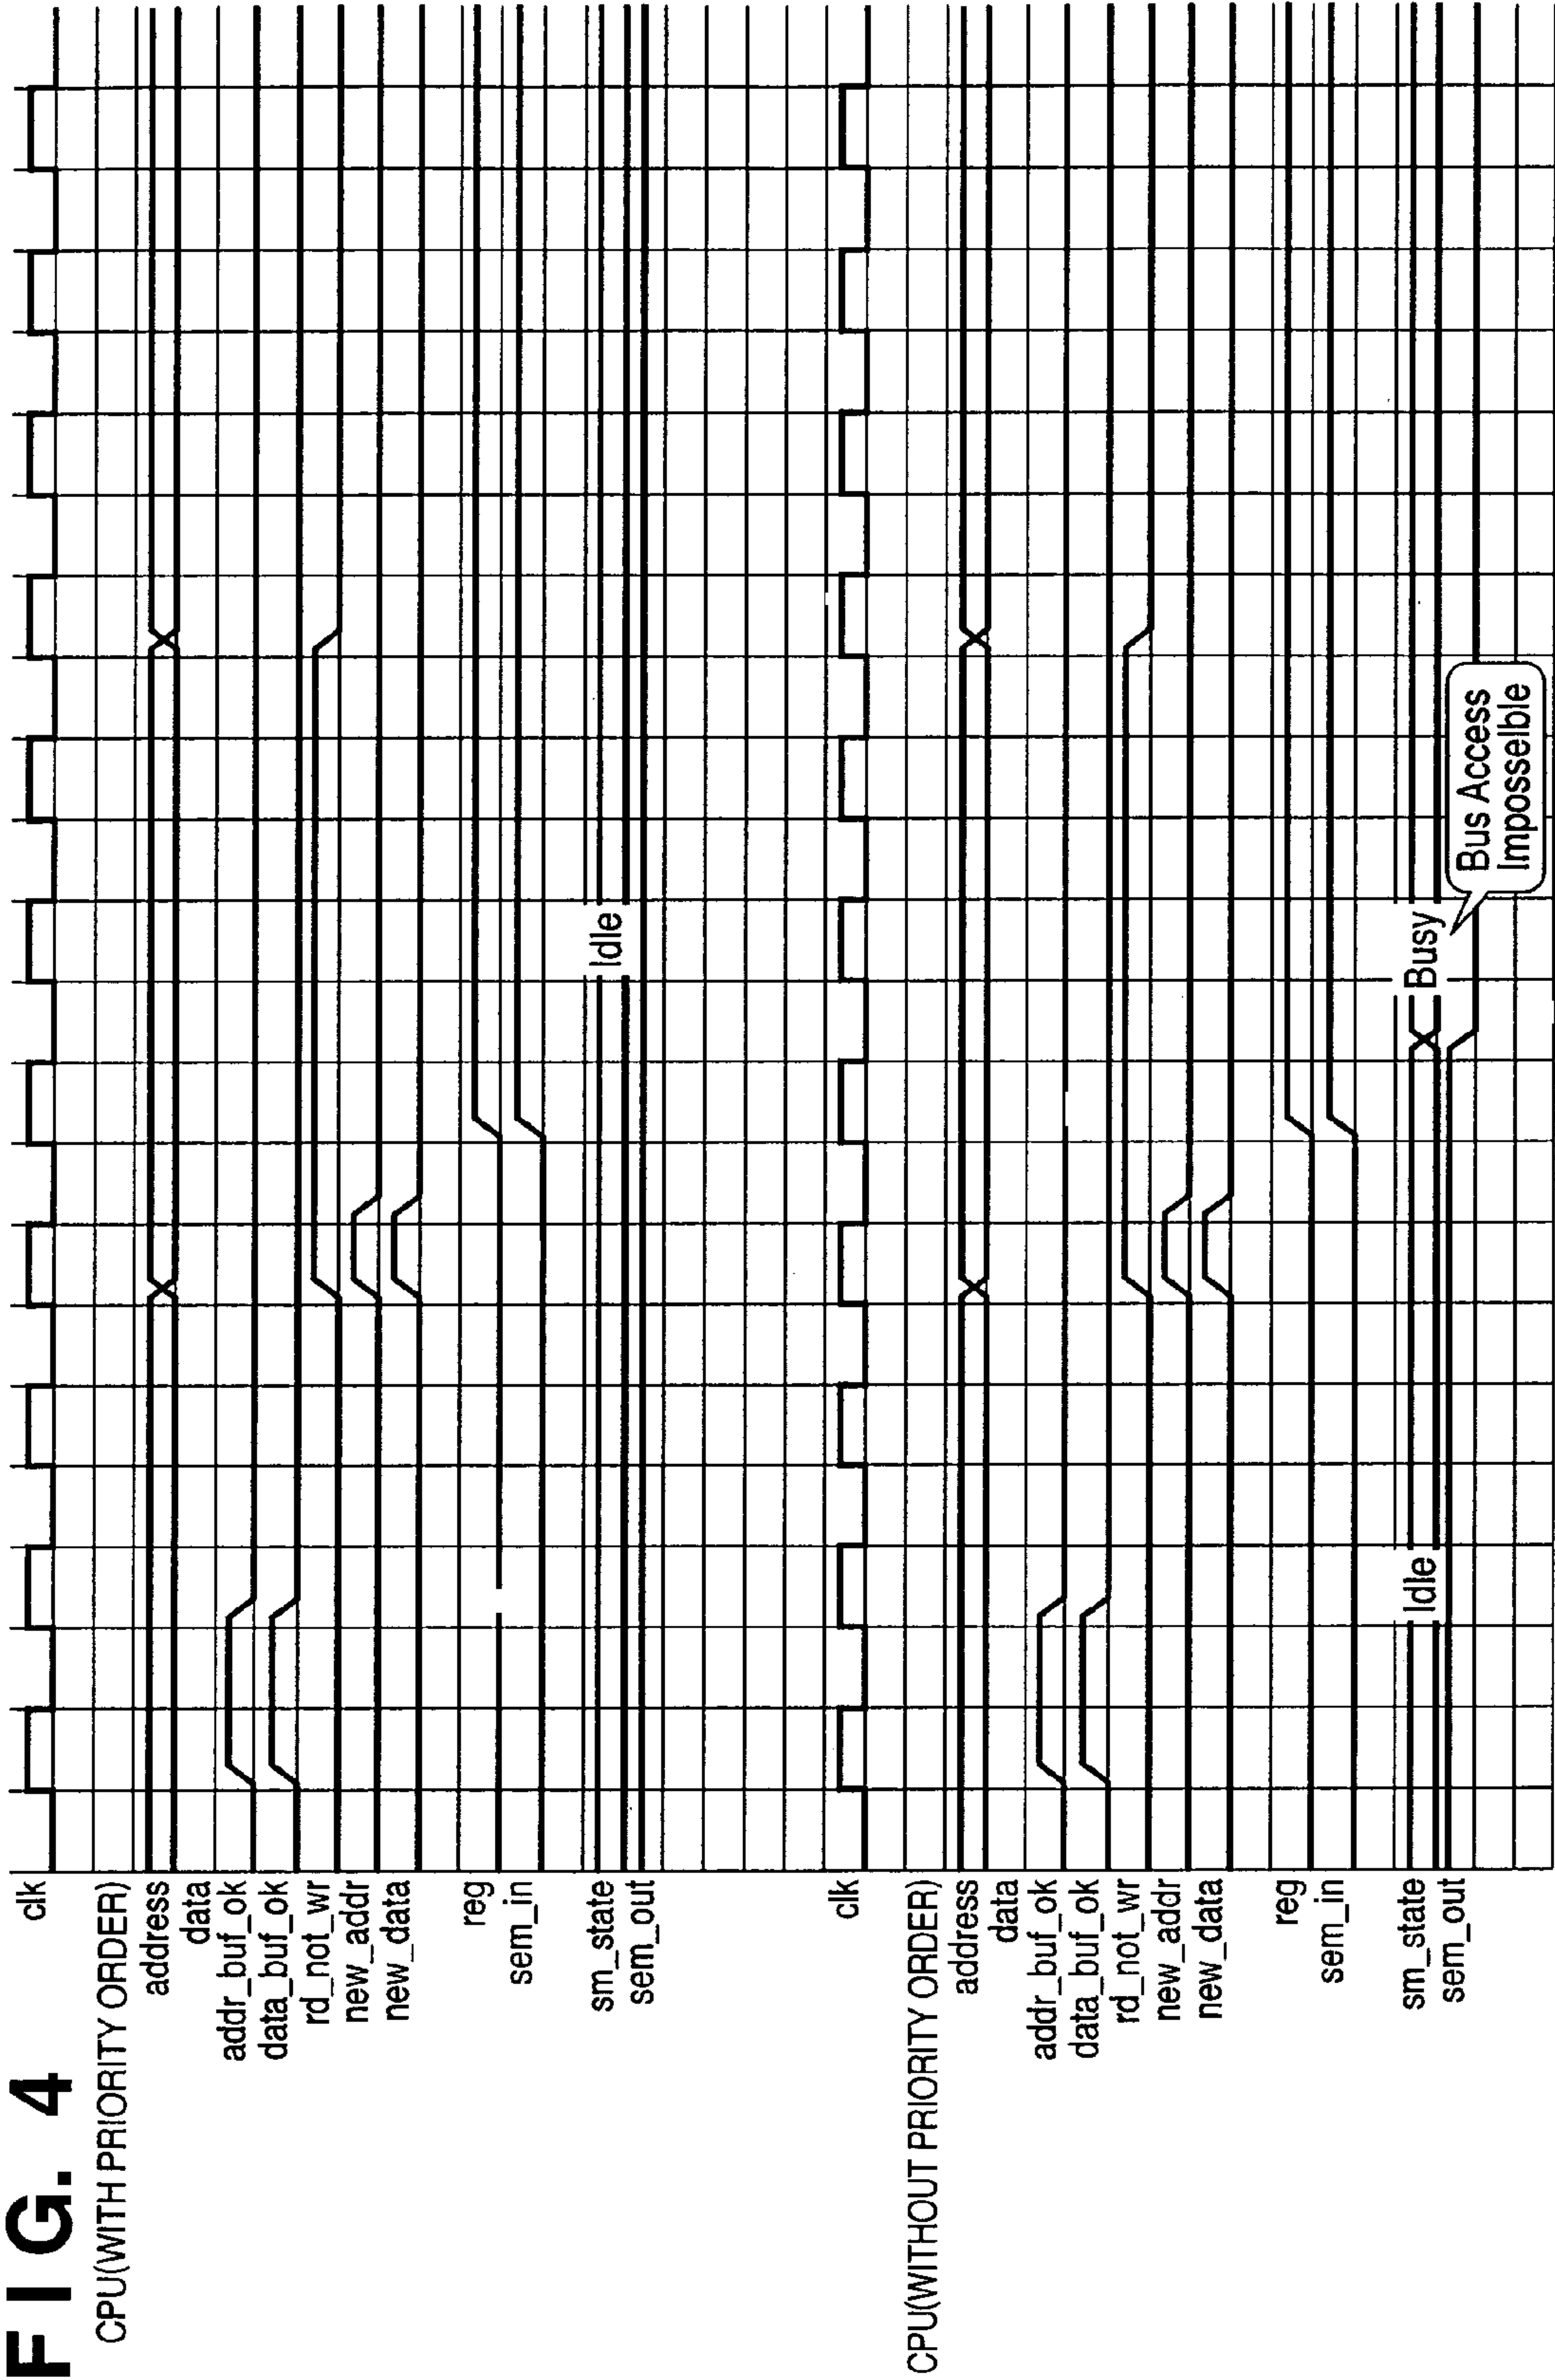 FIG. 4
CPU(WITH PRIORITY ORDER)
clk
address
data
addr_buf_ok
data_buf_ok
rd_not_wr
new_addr
new_data
reg
sem_in
sm_state
Idle
sem_out
CPU(WITHOUT PRIORITY ORDER)
clk
address
data
addr_buf_ok
data_buf_ok
rd_not_wr
new_addr
new_data
reg
sem_in
sm_state
Idle
Busy
sem_out
Bus Access
Imposselble